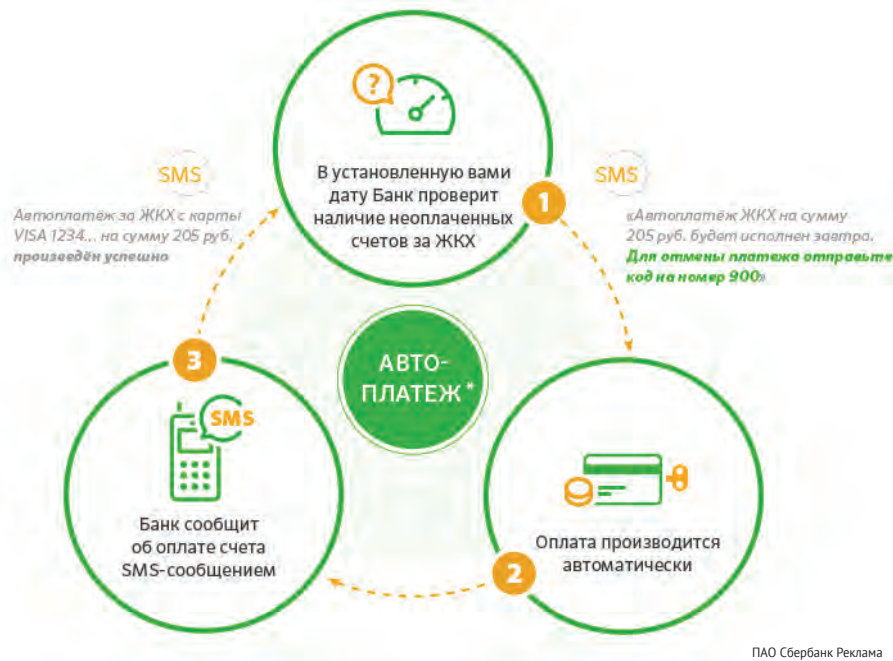 ?
В установленную вами
дату Банк проверит
наличие неоплаченных
счетов за ЖКХ
1
SMS
«Автоплатёж ЖКХ на сумму
205 руб. будет исполнен завтра.
Для отмены платежа отправьте
код на номер 900»
SMS
Автоплатёж за ЖКХ с карты
VISA 1234... на сумму 205 руб.
произведён успешно
АВТО-
ПЛАТЕЖ*
3
SMS
Банк сообщит
об оплате счета
SMS-сообщением
Оплата производится
автоматически
2
ПАО Сбербанк Реклама